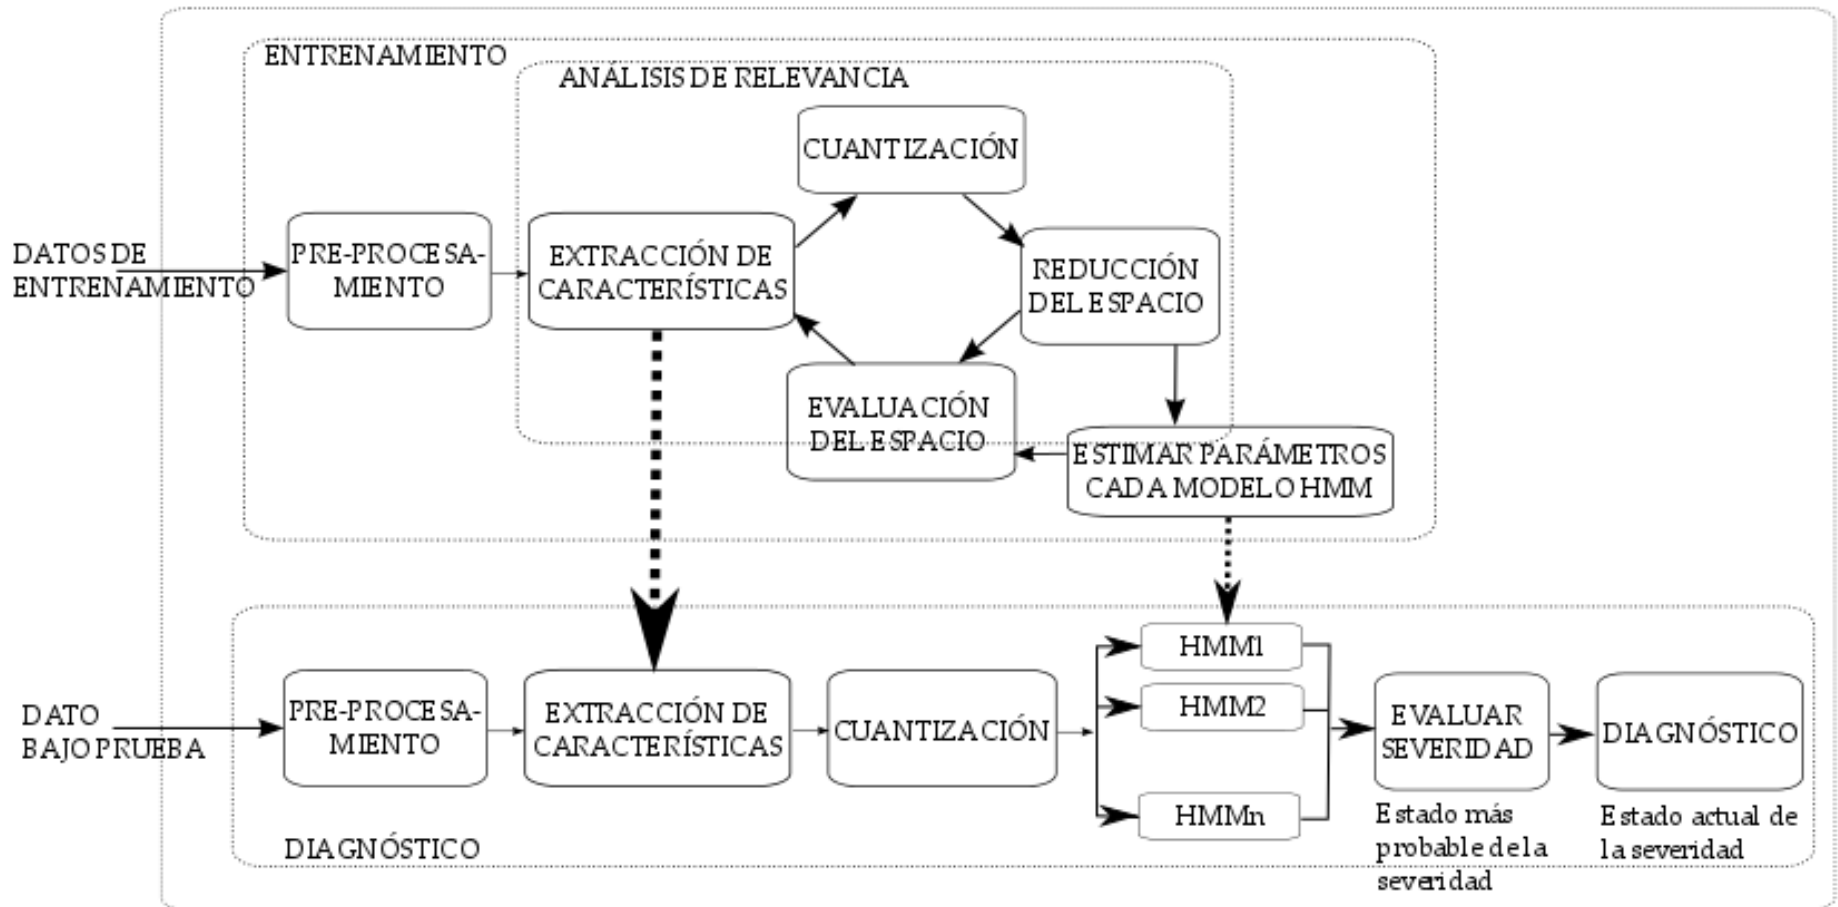 ENTRENAMIENTO
ANÁLISIS DE RELEVANCIA
CUANTIZACIÓN
DATOS DE
ENTRENAMIENTO
PRE-PROCESA-
MIENTO
EXTRACCIÓN DE
CARACTERÍSTICAS
REDUCCIÓN
DEL ESPACIO
EVALUACIÓN
DEL ESPACIO
ESTIMAR PARÁMETROS
CADA MODELO HMM
DATO
BAJO PRUEBA
PRE-PROCESA-
MIENTO
EXTRACCIÓN DE
CARACTERÍSTICAS
CUANTIZACIÓN
HMM1
HMM2
HMMn
EVALUAR
SEVERIDAD
DIAGNÓSTICO
Estado más
probable de la
severidad
Estado actual de
la severidad
DIAGNÓSTICO